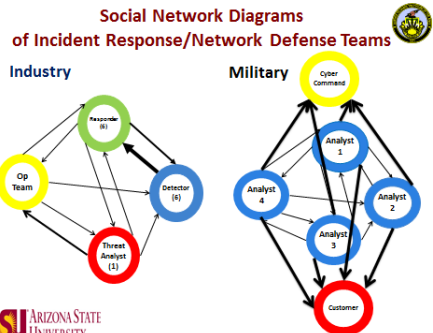 Social Network Diagrams
of Incident Response/Network Defense Teams
Industry
Military
Cyber
Command
Responder
(6)
Analyst
1
Op
Team
Detector
(6)
Analyst
4
Analyst
2
Analyst
3
Threat
Analyst
(1)
Customer
ARIZONA STATE
UNIVERSITY